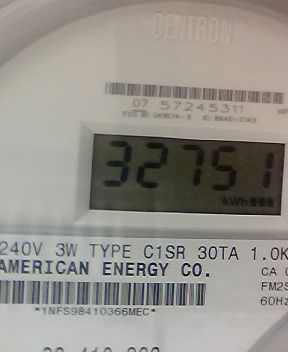 CENTRON
07 57245311
32751
kWh
240V 3W TYPE C1SR 30TA 1.0K
AMERICAN ENERGY CO.
CA
FM2S
60Hz
*1NFS98410366MEC*